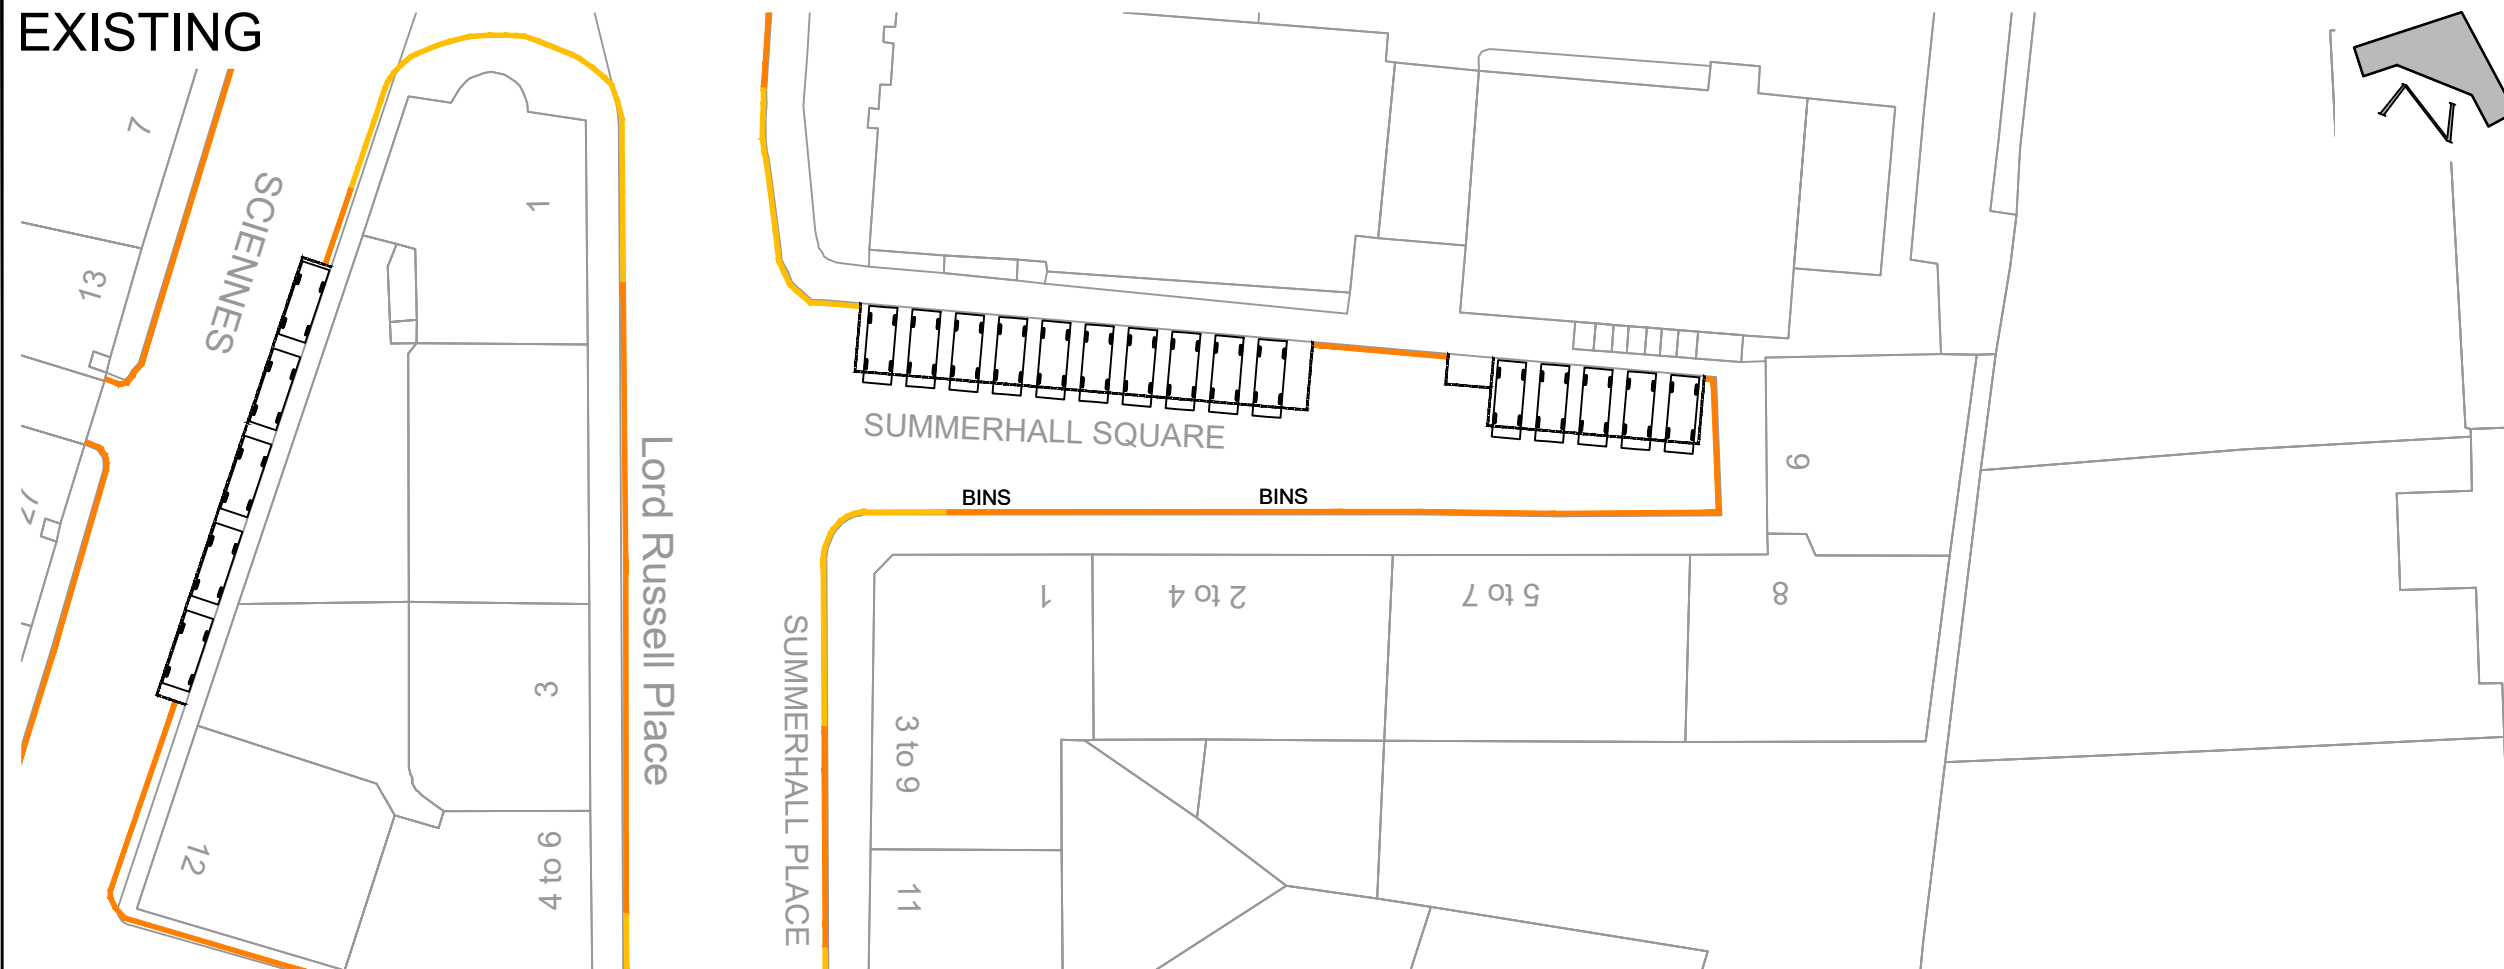 EXISTING
7
SCIENNES
1
13
SUMMERHALL SQUARE
Lord Russell Place
9
BINS
BINS
1
2 to 4
5 to 7
8
SUMMERHALL PLACE
3
3 to 9
4 to 6
12
11